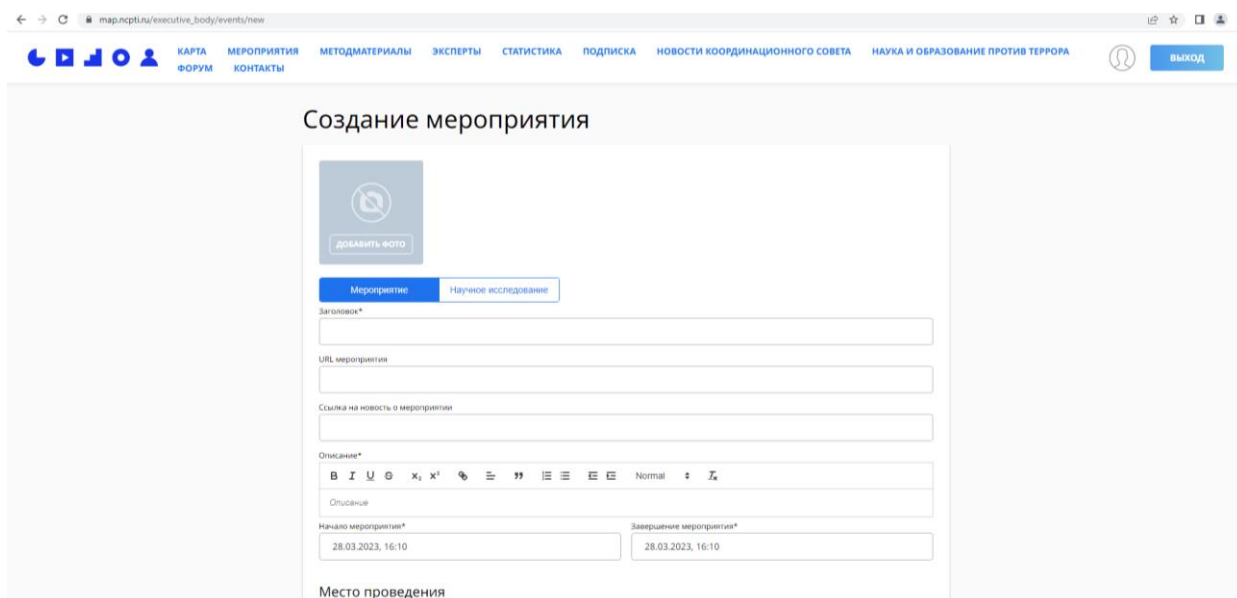 map.ncpti.ru/executive_body/events/new
КАРТА МЕРОПРИЯТИЯ МЕТОДМАТЕРИАЛЫ ЭКСПЕРТЫ СТАТИСТИКА ПОДПИСКА НОВОСТИ КООРДИНАЦИОННОГО СОВЕТА НАУКА И ОБРАЗОВАНИЕ ПРОТИВ ТЕРРОРА
ФОРУМ КОНТАКТЫ
ВЫХОД
Создание мероприятия
ДОБАВИТЬ ФОТО
Мероприятие Научное исследование
Заголовок*
URL мероприятия
Ссылка на новость о мероприятии
Описание*
B I U S x₂ x² Normal Tx
Описание
Начало мероприятия* Завершение мероприятия*
28.03.2023, 16:10 28.03.2023, 16:10
Место проведения